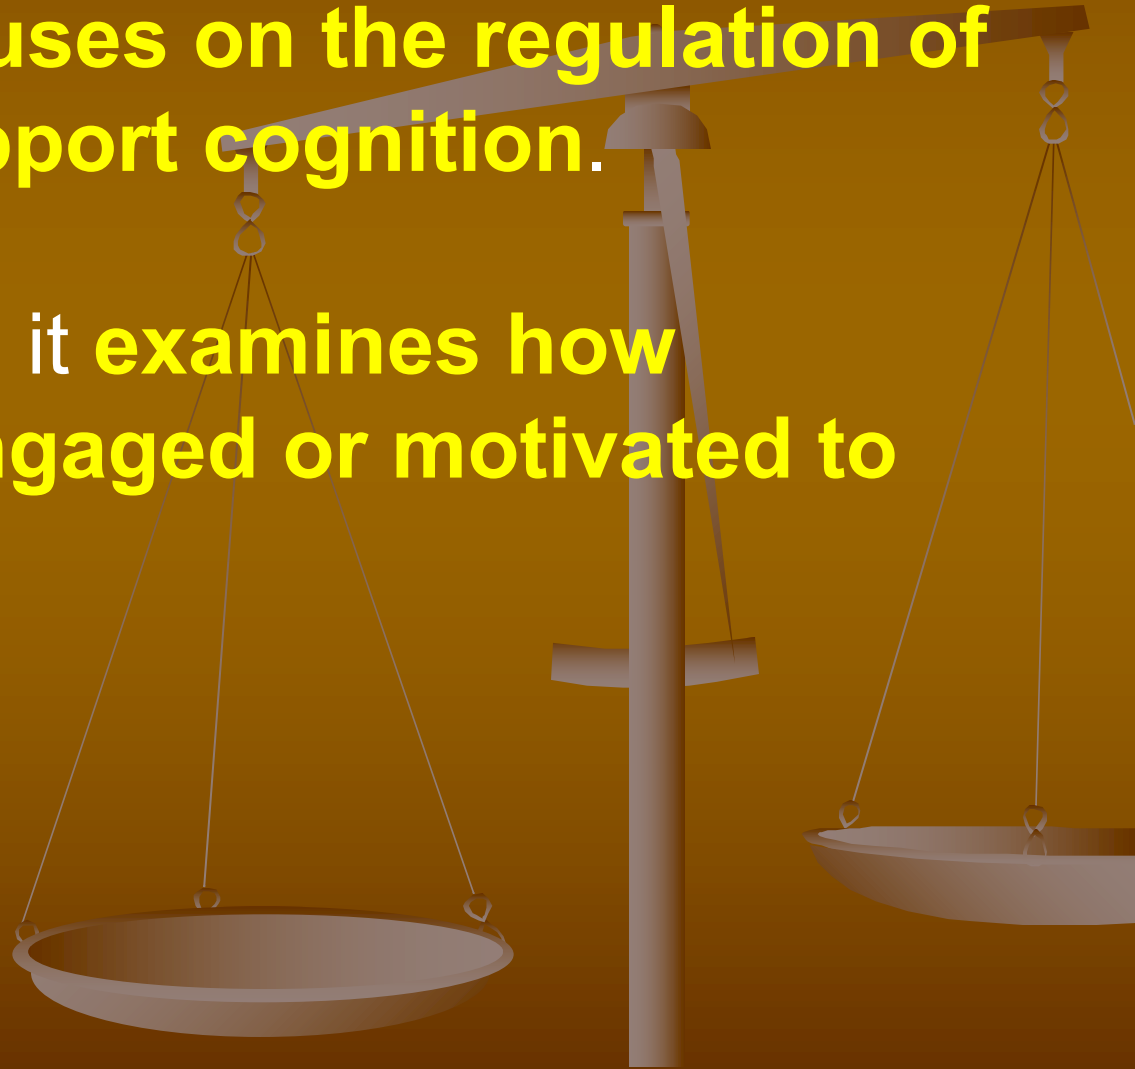 uses on the regulation of
pport cognition.
it examines how
ngaged or motivated to